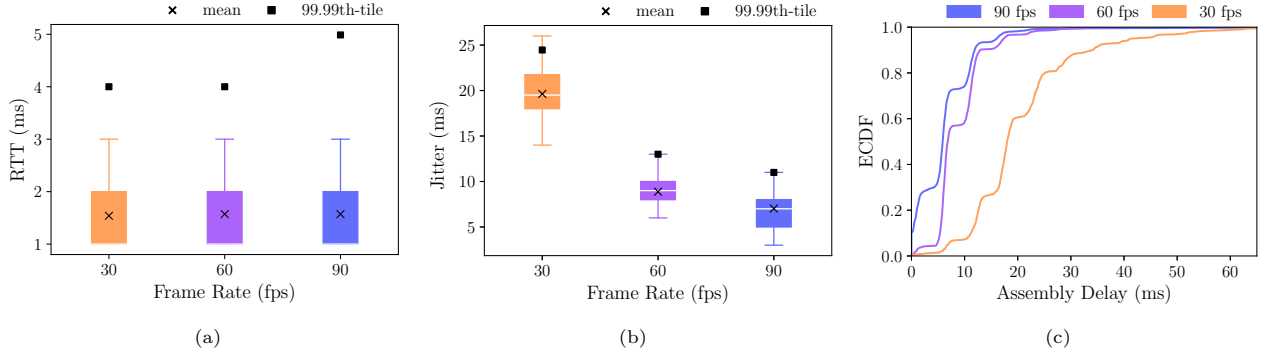 mean 99.99th-tile
RTT (ms)
5
4
3
2
1
30 60 90
Frame Rate (fps)
(a)
mean 99.99th-tile
Jitter (ms)
25
20
15
10
5
30 60 90
Frame Rate (fps)
(b)
90 fps 60 fps 30 fps
ECDF
1.0
0.8
0.6
0.4
0.2
0.0
0 10 20 30 40 50 60
Assembly Delay (ms)
(c)